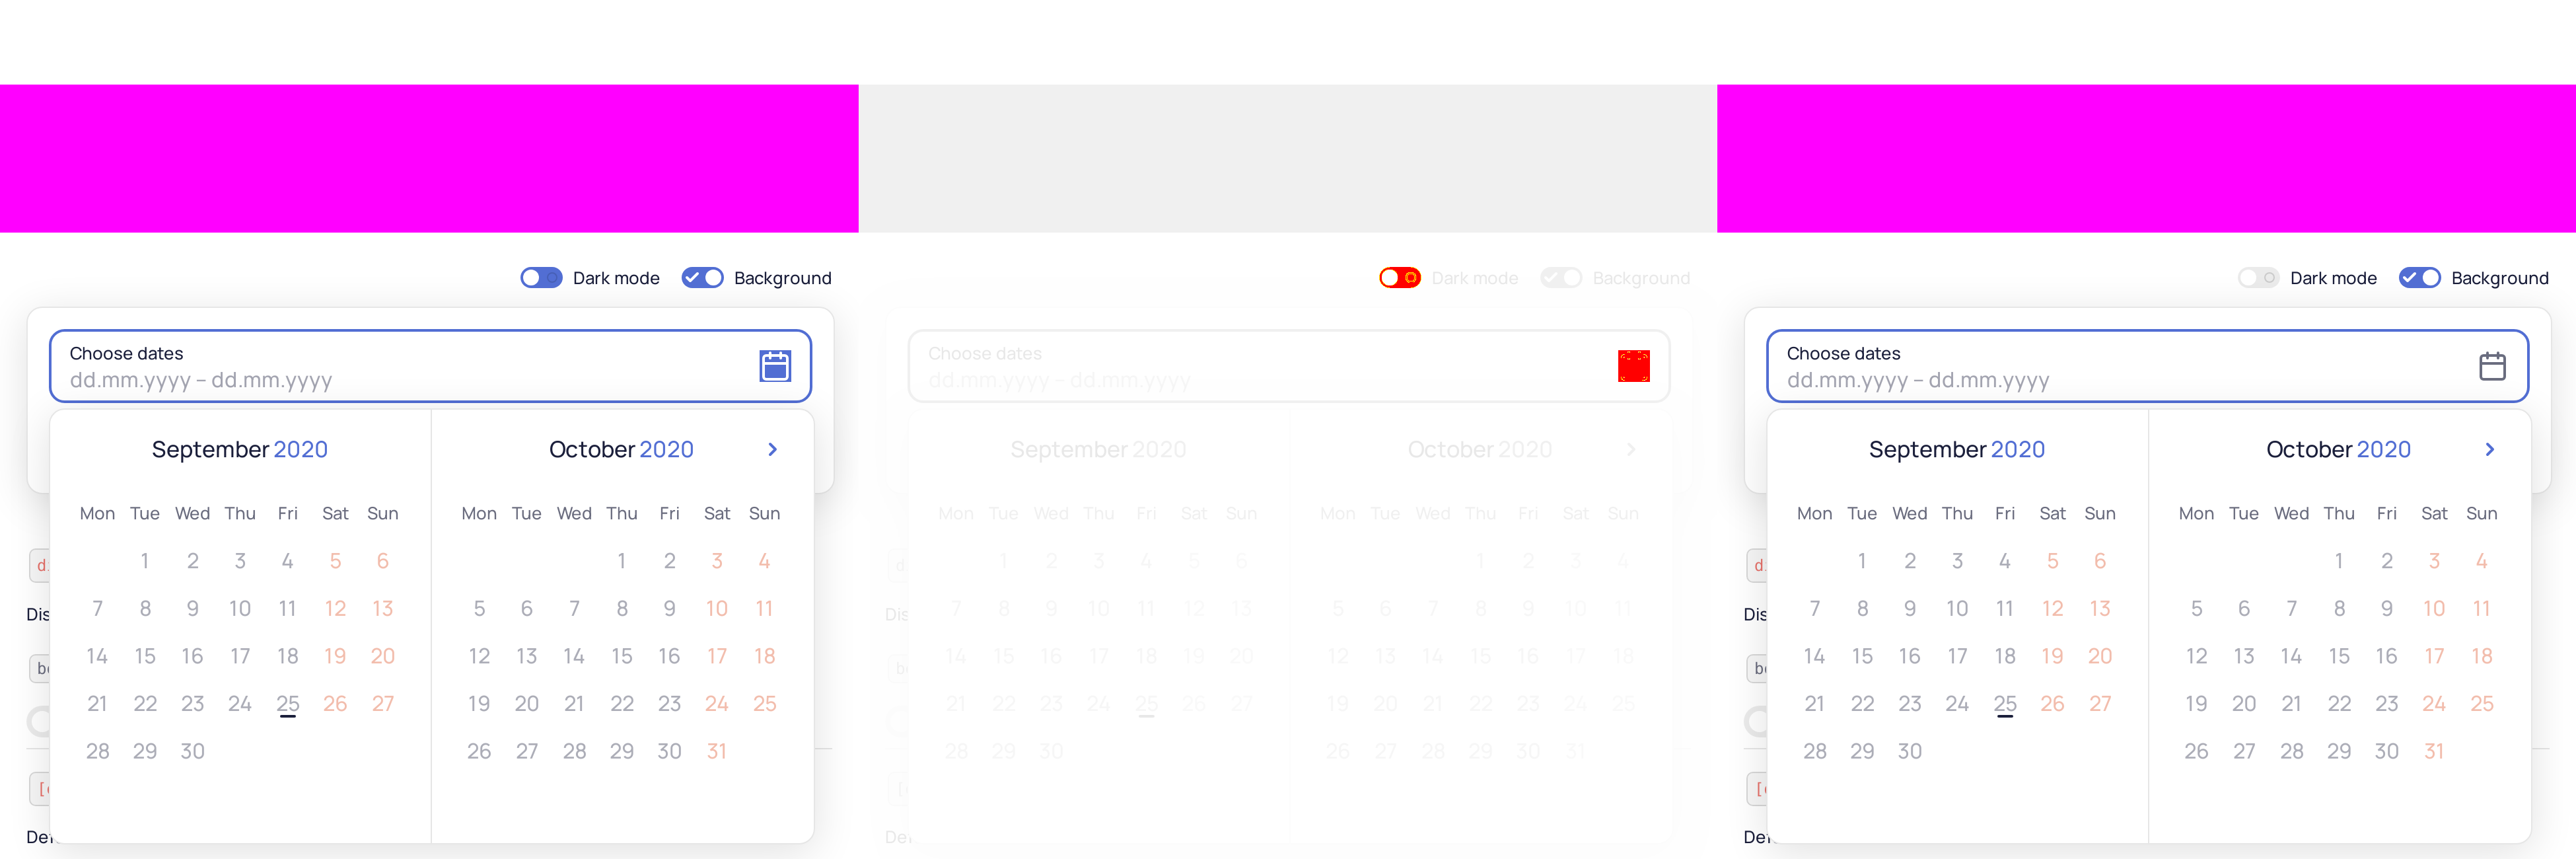 Dark mode Background
Choose dates
dd.mm.yyyy – dd.mm.yyyy
September 2020 October 2020
Mon Tue Wed Thu Fri Sat Sun Mon Tue Wed Thu Fri Sat Sun
1 2 3 4 5 6 1 2 3 4
7 8 9 10 11 12 13 5 6 7 8 9 10 11
Dis
14 15 16 17 18 19 20 12 13 14 15 16 17 18
21 22 23 24 25 26 27 19 20 21 22 23 24 25
28 29 30 26 27 28 29 30 31
Dark mode Background
Choose dates
dd.mm.yyyy – dd.mm.yyyy
September 2020 October 2020
Mon Tue Wed Thu Fri Sat Sun Mon Tue Wed Thu Fri Sat Sun
1 2 3 4 5 6 1 2 3 4
7 8 9 10 11 12 13 5 6 7 8 9 10 11
Dis
14 15 16 17 18 19 20 12 13 14 15 16 17 18
21 22 23 24 25 26 27 19 20 21 22 23 24 25
28 29 30 26 27 28 29 30 31
Dark mode Background
Choose dates
dd.mm.yyyy – dd.mm.yyyy
September 2020 October 2020
Mon Tue Wed Thu Fri Sat Sun Mon Tue Wed Thu Fri Sat Sun
1 2 3 4 5 6 1 2 3 4
7 8 9 10 11 12 13 5 6 7 8 9 10 11
Dis
14 15 16 17 18 19 20 12 13 14 15 16 17 18
21 22 23 24 25 26 27 19 20 21 22 23 24 25
28 29 30 26 27 28 29 30 31